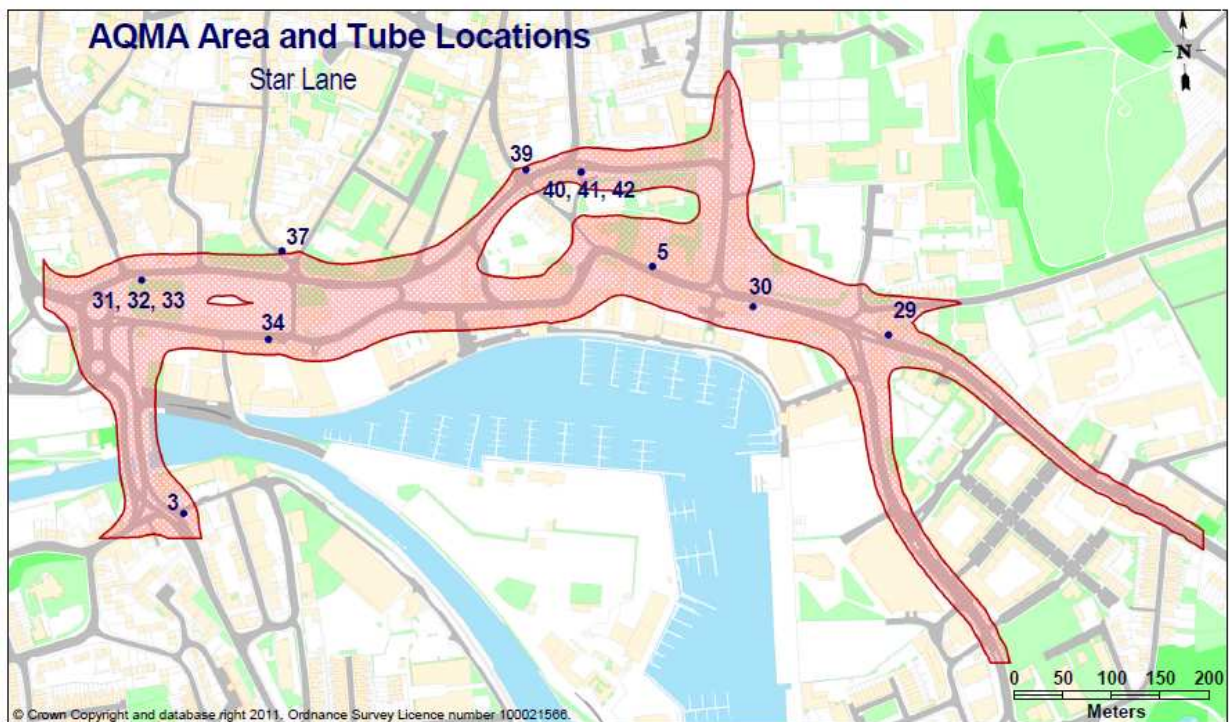 AQMA Area and Tube Locations
Star Lane
N
39
40, 41, 42
37
5
31, 32, 33
30
29
34
3
0 50 100 150 200
Meters
© Crown Copyright and database right 2011. Ordnance Survey Licence number 100021566.